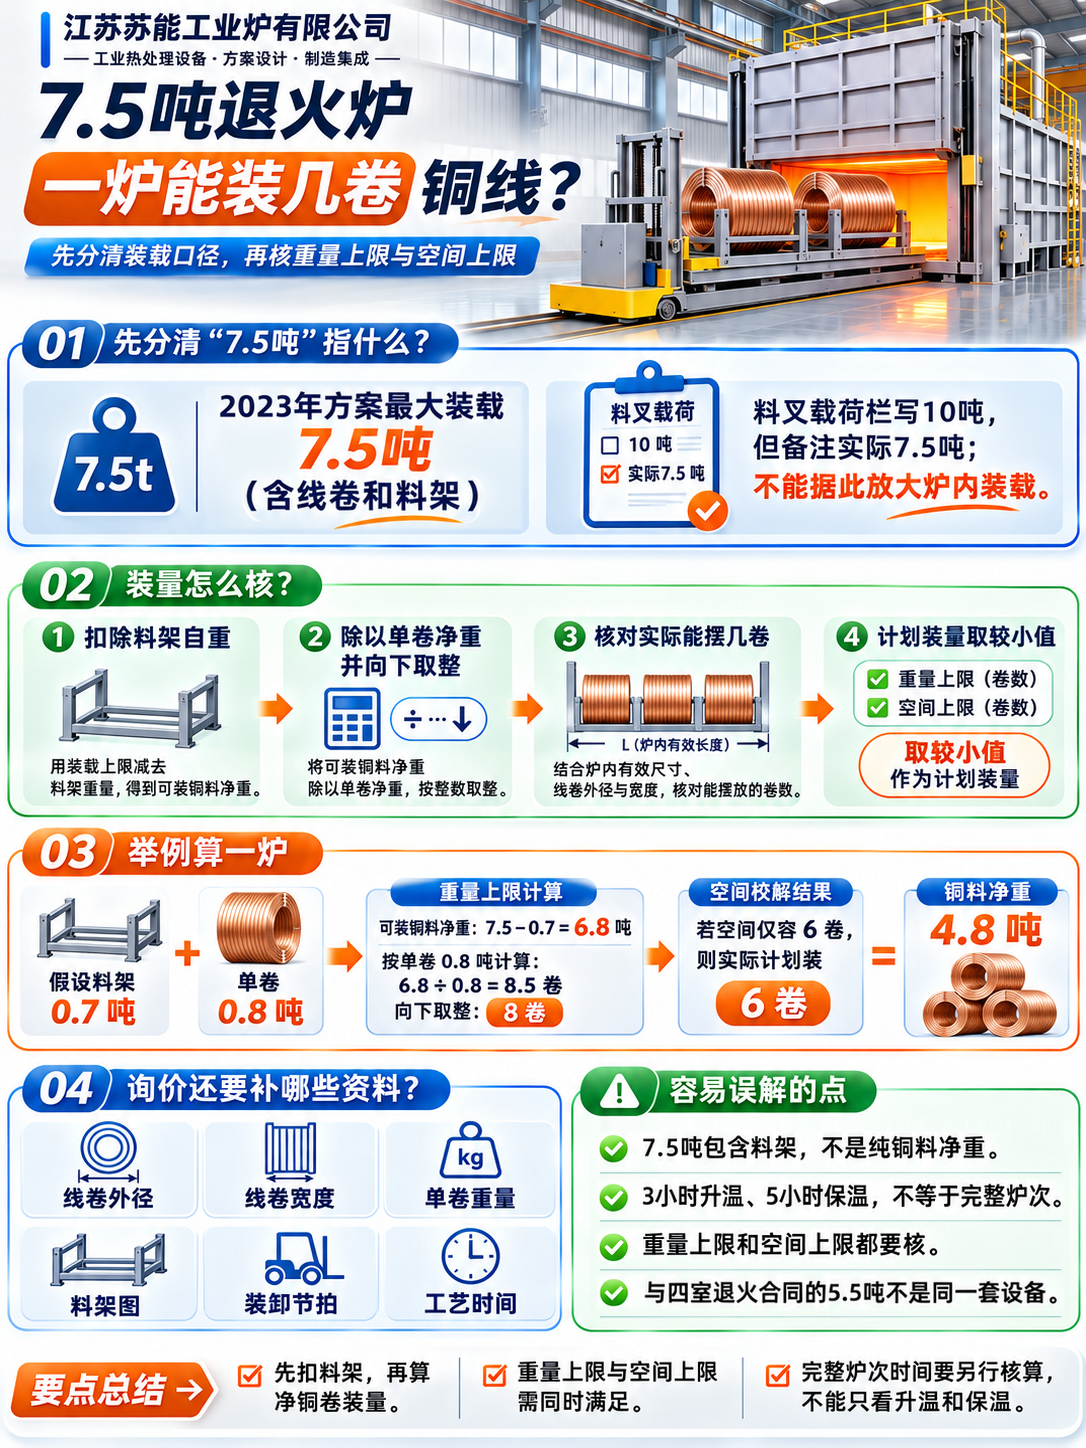 江苏苏能工业炉有限公司
工业热处理设备·方案设计·制造集成
7.5吨退火炉
一炉能装几卷铜线？
先分清装载口径，再核重量上限与空间上限
01 先分清“7.5吨”指什么？
7.5t
2023年方案最大装载
7.5吨
（含线卷和料架）
料叉载荷
10 吨
实际7.5 吨
料叉载荷栏写10吨，
但备注实际7.5吨；
不能据此放大炉内装载。
02 装量怎么核？
1 扣除料架自重
用装载上限减去
料架重量，得到可装铜料净重。
2 除以单卷净重
并向下取整
÷ ··· ↓
将可装铜料净重
除以单卷净重，按整数取整。
3 核对实际能摆几卷
L（炉内有效长度）
结合炉内有效尺寸、
线卷外径与宽度，核对能摆放的卷数。
4 计划装量取较小值
重量上限（卷数）
空间上限（卷数）
取较小值
作为计划装量
03 举例算一炉
假设料架
0.7 吨
+
单卷
0.8 吨
重量上限计算
可装铜料净重：7.5－0.7＝6.8 吨
按单卷 0.8 吨计算：
6.8 ÷ 0.8 = 8.5 卷
向下取整：8 卷
空间校解结果
若空间仅容 6 卷，
则实际计划装
6 卷
=
铜料净重
4.8 吨
04 询价还要补哪些资料？
线卷外径
线卷宽度
kg
单卷重量
料架图
装卸节拍
工艺时间
! 容易误解的点
7.5吨包含料架，不是纯铜料净重。
3小时升温、5小时保温，不等于完整炉次。
重量上限和空间上限都要核。
与四室退火合同的5.5吨不是同一套设备。
要点总结→
先扣料架，再算
净铜卷装量。
重量上限与空间上限
需同时满足。
完整炉次时间要另行核算，
不能只看升温和保温。